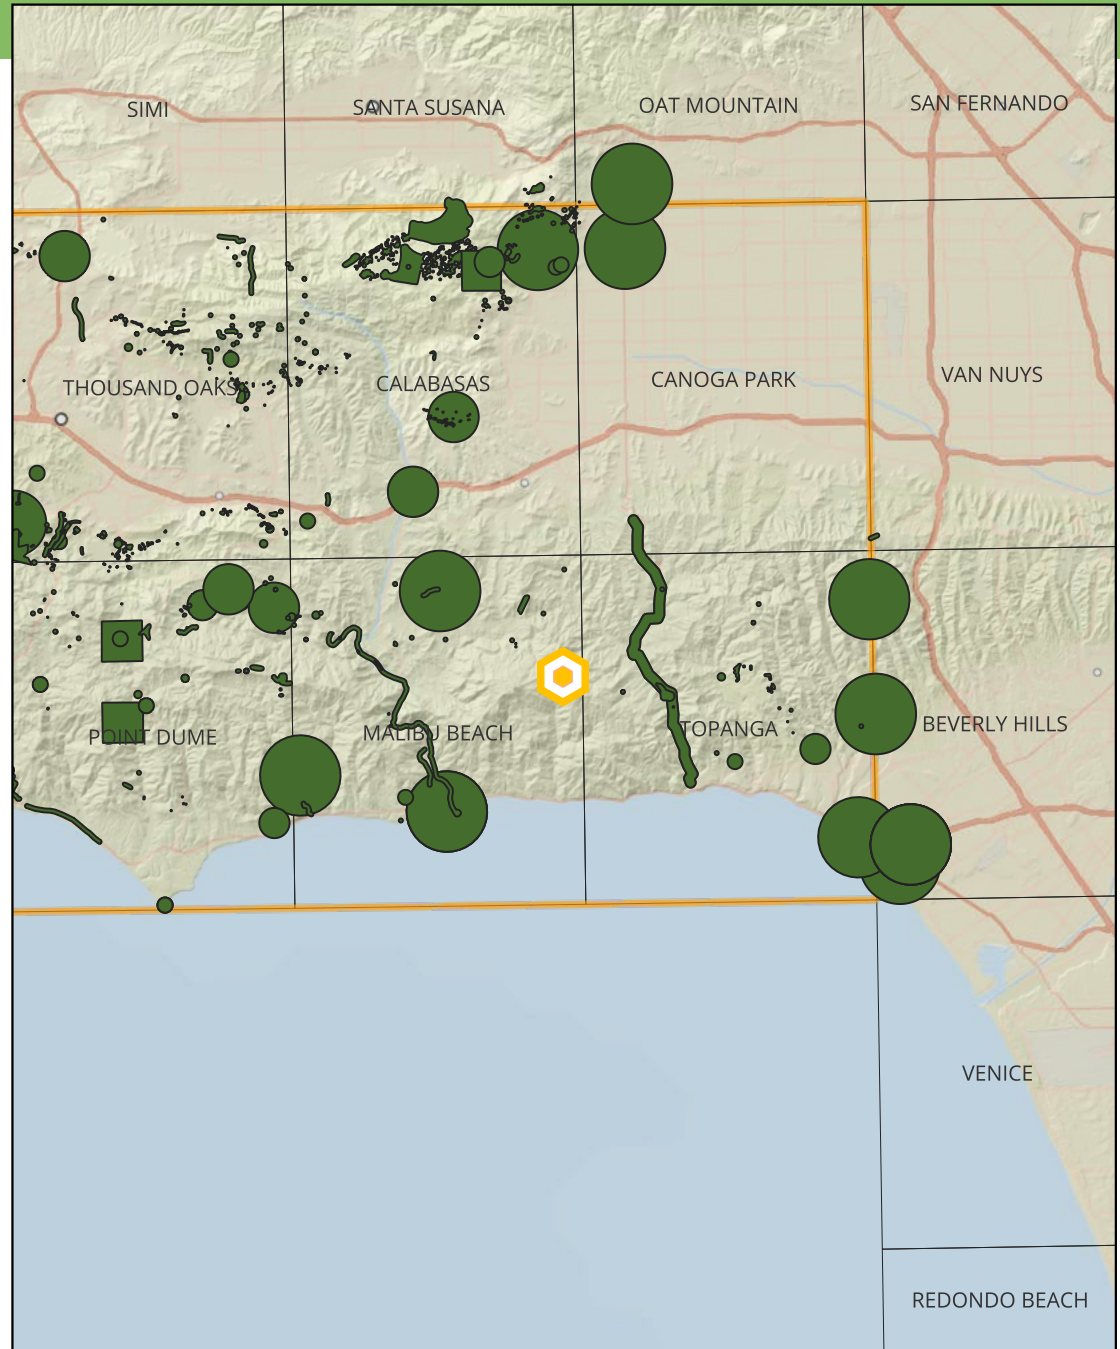 SIMI
SANTA SUSANA
OAT MOUNTAIN
SAN FERNANDO
THOUSAND OAKS
CALABASAS
CANOGA PARK
VAN NUYS
POINT DUME
MALIBU BEACH
TOPANGA
BEVERLY HILLS
VENICE
REDONDO BEACH